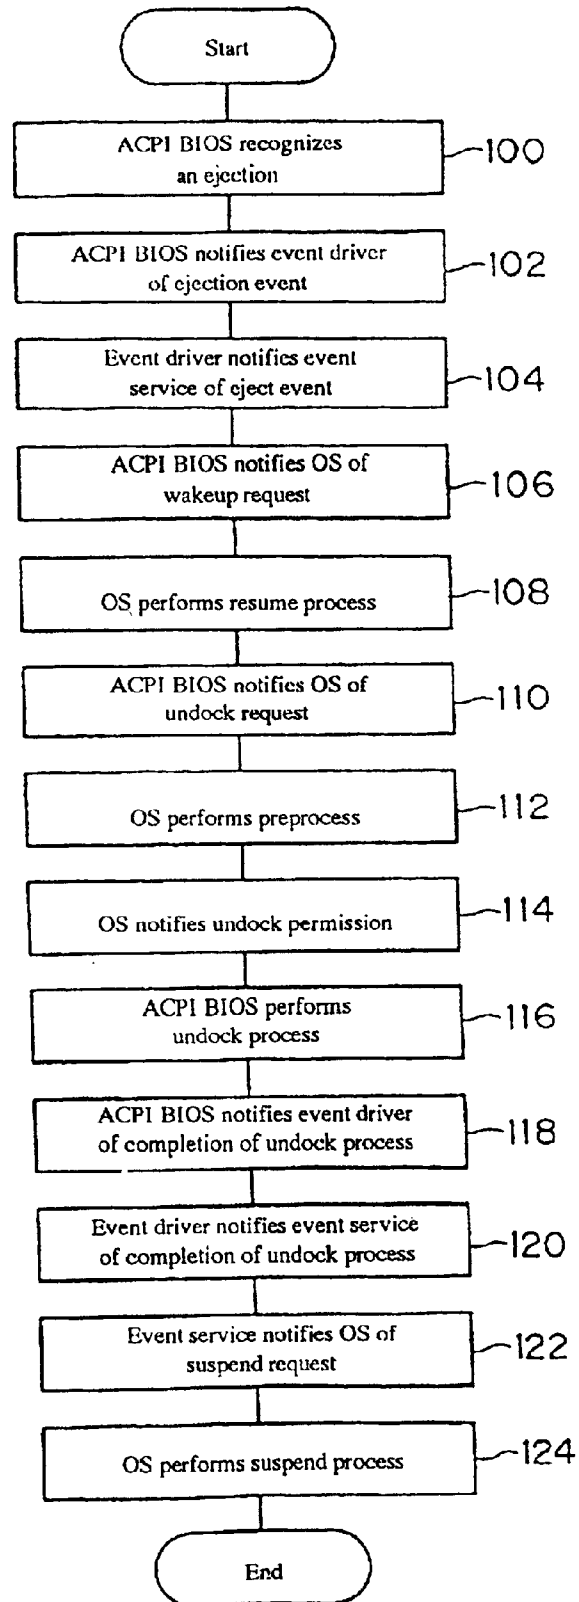 Start
ACPI BIOS recognizes
an ejection
100
ACPI BIOS notifies event driver
of ejection event
102
Event driver notifies event
service of eject event
104
ACPI BIOS notifies OS of
wakeup request
106
OS performs resume process
108
ACPI BIOS notifies OS of
undock request
110
OS performs preprocess
112
OS notifies undock permission
114
ACPI BIOS performs
undock process
116
ACPI BIOS notifies event driver
of completion of undock process
118
Event driver notifies event service
of completion of undock process
120
Event service notifies OS of
suspend request
122
OS performs suspend process
124
End